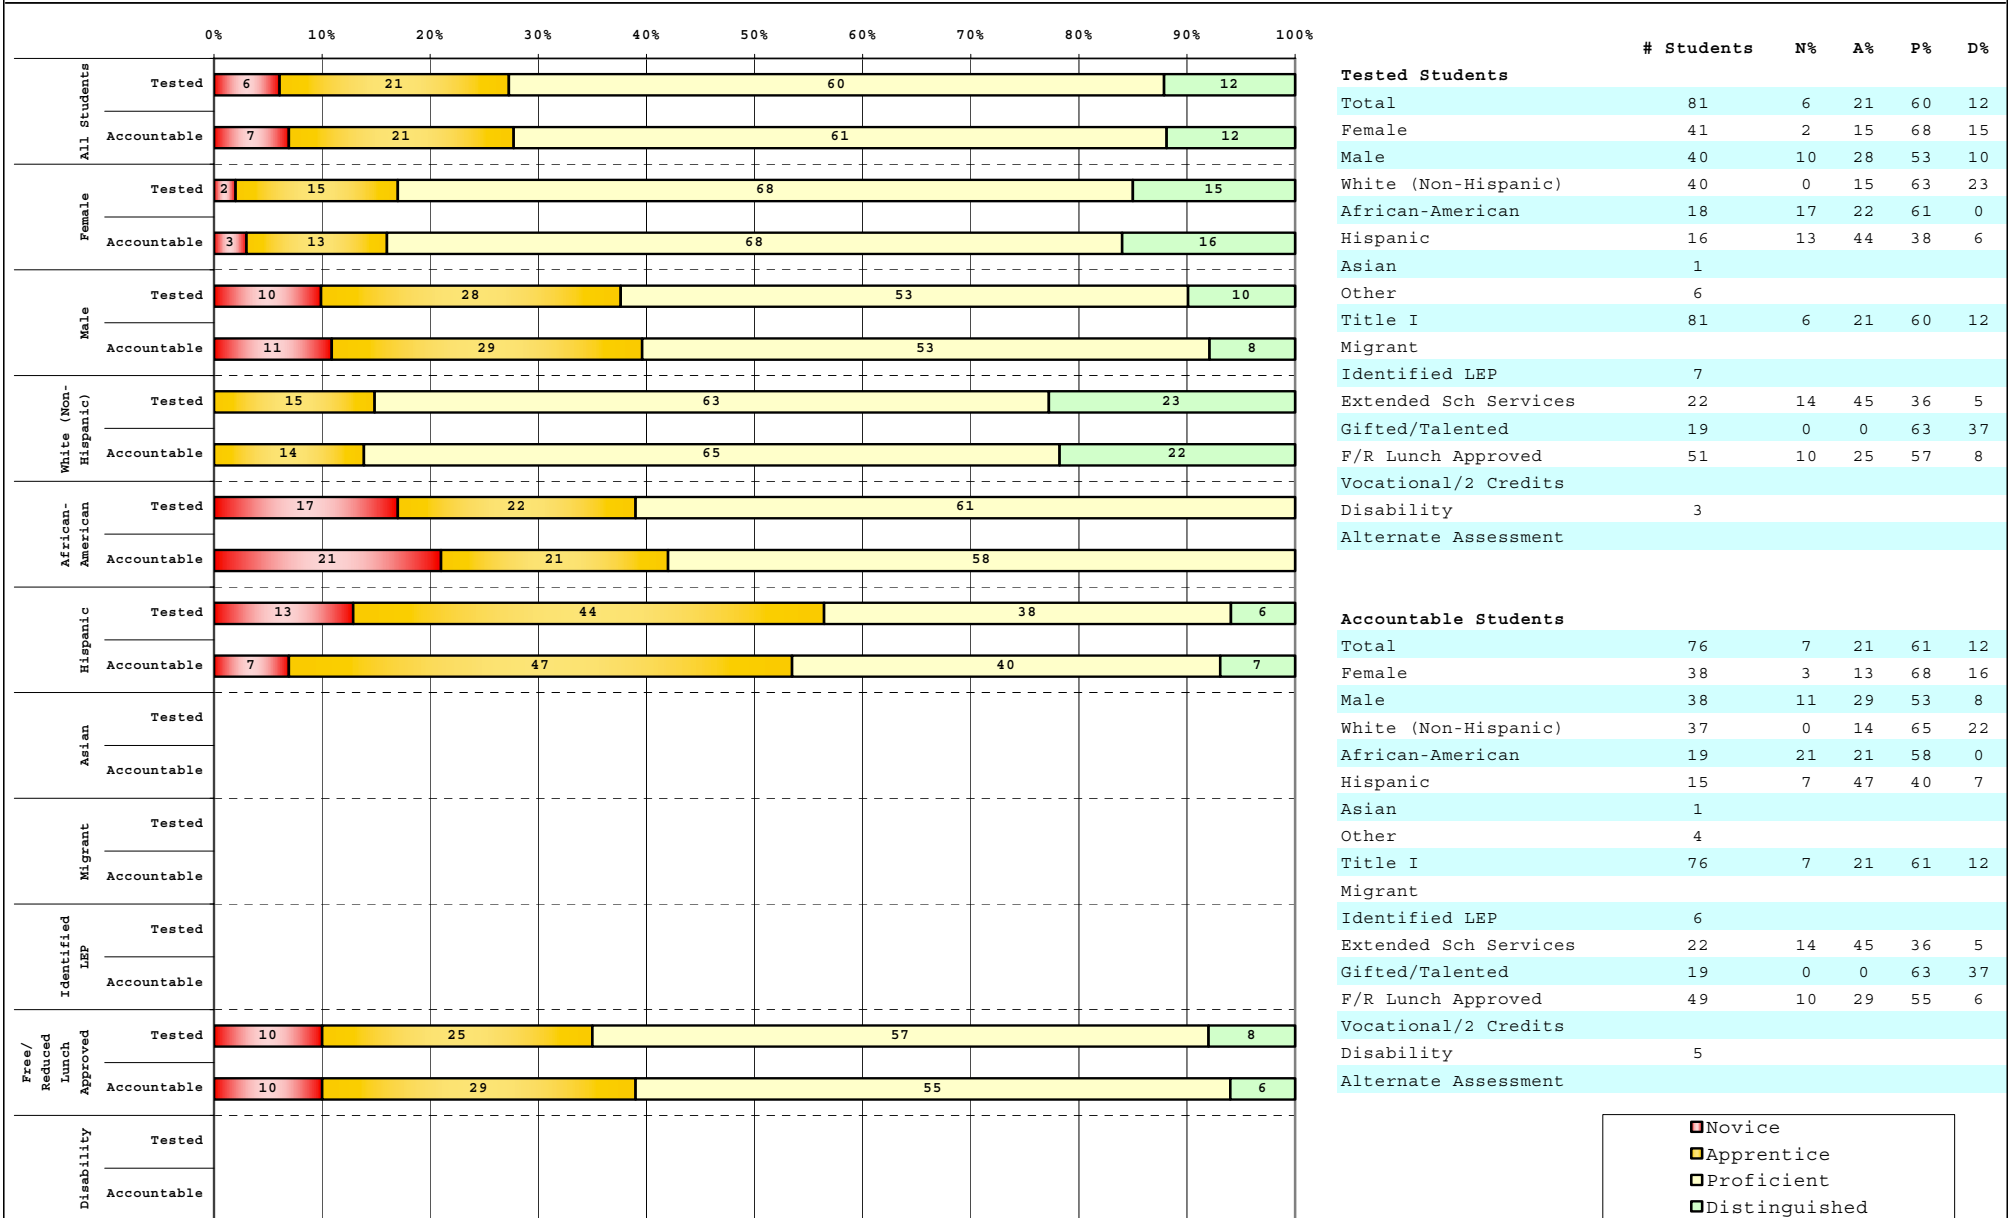 0% 10% 20% 30% 40% 50% 60% 70% 80% 90% 100%
All Students
Tested 6 21 60 12
Accountable 7 21 61 12
Female
Tested 2 15 68 15
Accountable 3 13 68 16
Male
Tested 10 28 53 10
Accountable 11 29 53 8
White (Non-
Hispanic)
Tested 15 63 23
Accountable 14 65 22
African-
American
Tested 17 22 61
Accountable 21 21 58
Hispanic
Tested 13 44 38 6
Accountable 7 47 40 7
Asian
Tested
Accountable
Migrant
Tested
Accountable
Identified
LEP
Tested
Accountable
Free/
Reduced
Lunch
Approved
Tested 10 25 57 8
Accountable 10 29 55 6
Disability
Tested
Accountable
# Students N% A% P% D%
Tested Students
Total 81 6 21 60 12
Female 41 2 15 68 15
Male 40 10 28 53 10
White (Non-Hispanic) 40 0 15 63 23
African-American 18 17 22 61 0
Hispanic 16 13 44 38 6
Asian 1
Other 6
Title I 81 6 21 60 12
Migrant
Identified LEP 7
Extended Sch Services 22 14 45 36 5
Gifted/Talented 19 0 0 63 37
F/R Lunch Approved 51 10 25 57 8
Vocational/2 Credits
Disability 3
Alternate Assessment
Accountable Students
Total 76 7 21 61 12
Female 38 3 13 68 16
Male 38 11 29 53 8
White (Non-Hispanic) 37 0 14 65 22
African-American 19 21 21 58 0
Hispanic 15 7 47 40 7
Asian 1
Other 4
Title I 76 7 21 61 12
Migrant
Identified LEP 6
Extended Sch Services 22 14 45 36 5
Gifted/Talented 19 0 0 63 37
F/R Lunch Approved 49 10 29 55 6
Vocational/2 Credits
Disability 5
Alternate Assessment
Novice
Apprentice
Proficient
Distinguished